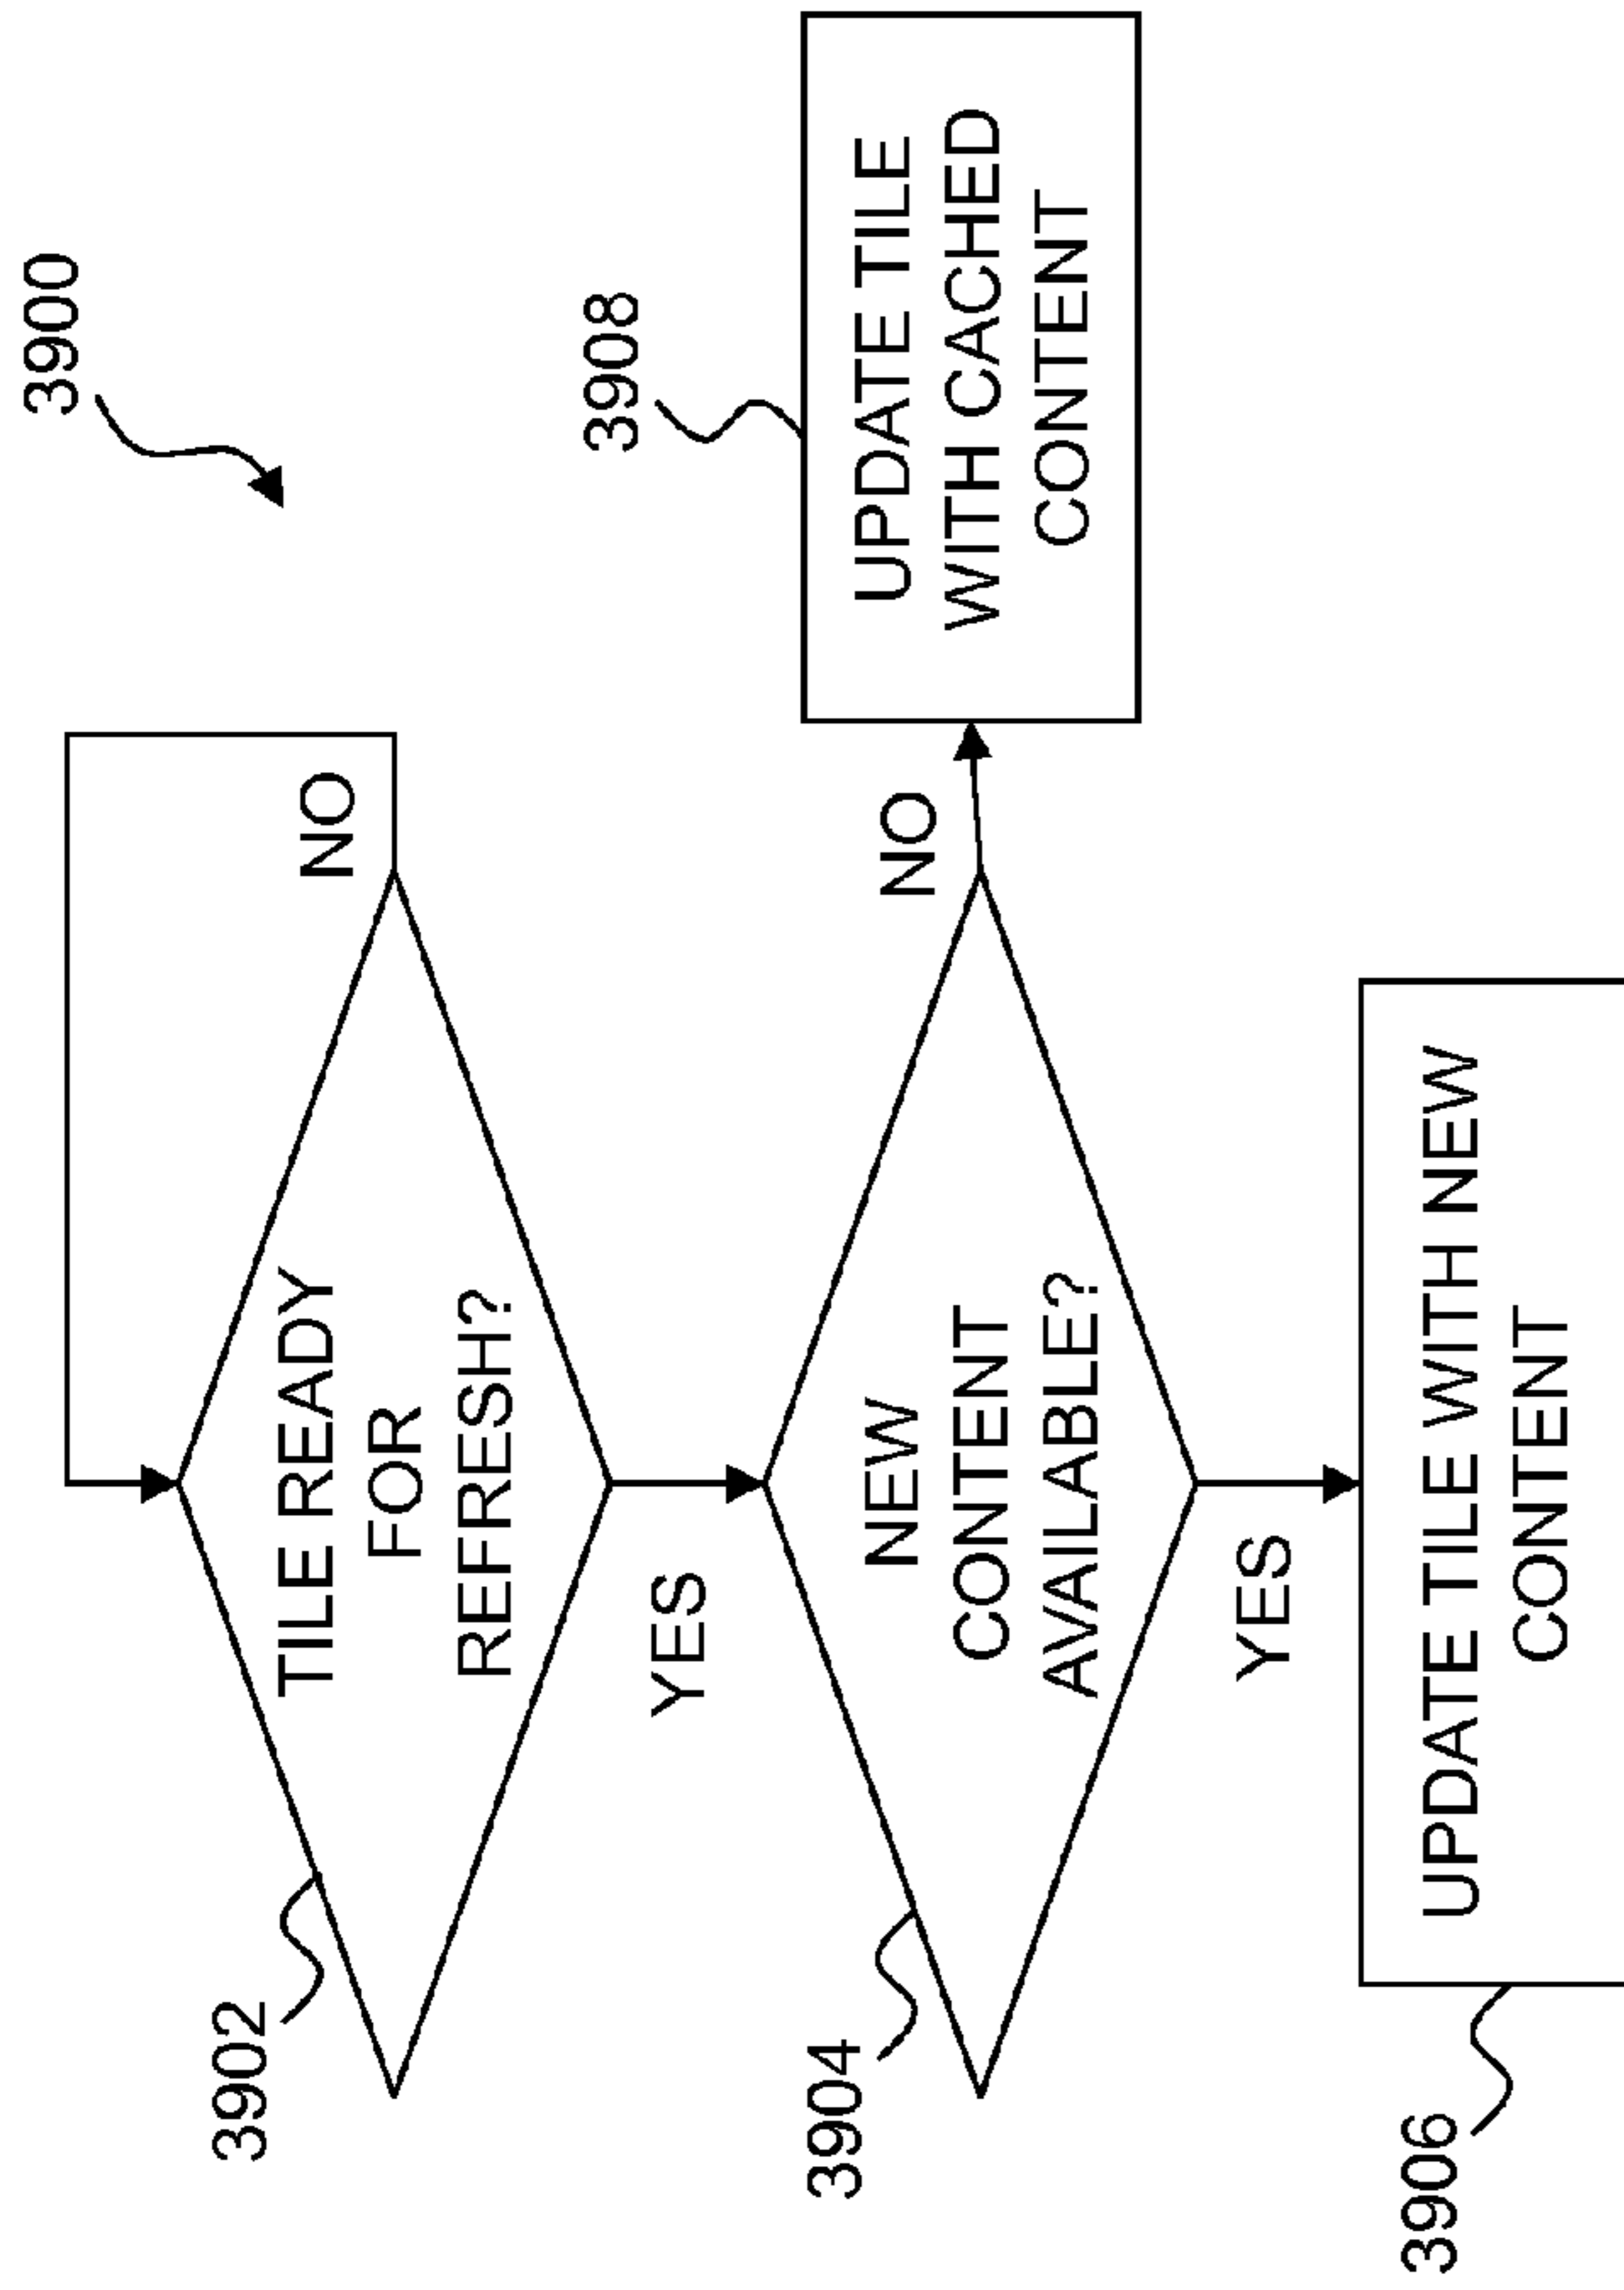 3900
3902
TILE READY
FOR
REFRESH?
NO
YES
3904
NEW
CONTENT
AVAILABLE?
NO
3908
UPDATE TILE
WITH CACHED
CONTENT
YES
3906
UPDATE TILE WITH NEW
CONTENT